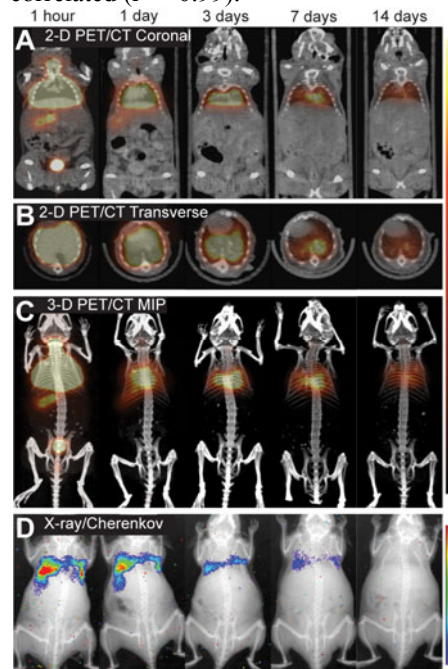 1 hour 1 day 3 days 7 days 14 days
A 2-D PET/CT Coronal
B 2-D PET/CT Transverse
C 3-D PET/CT MIP
D X-ray/Cherenkov